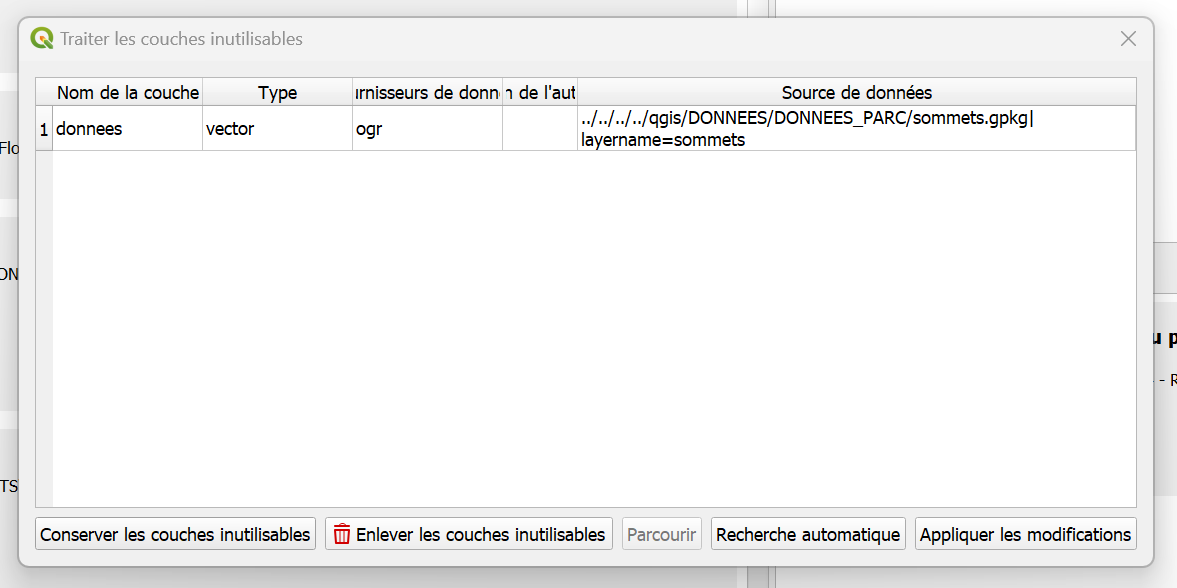 Traiter les couches inutilisables
Nom de la couche Type urnisseurs de donn n de l'aut Source de données
1 donnees vector ogr ../../../../qgis/DONNEES/DONNEES_PARC/sommets.gpkg|
layername=sommets
Flo
ON
u p
- R
TS
Conserver les couches inutilisables Enlever les couches inutilisables Parcourir Recherche automatique Appliquer les modifications